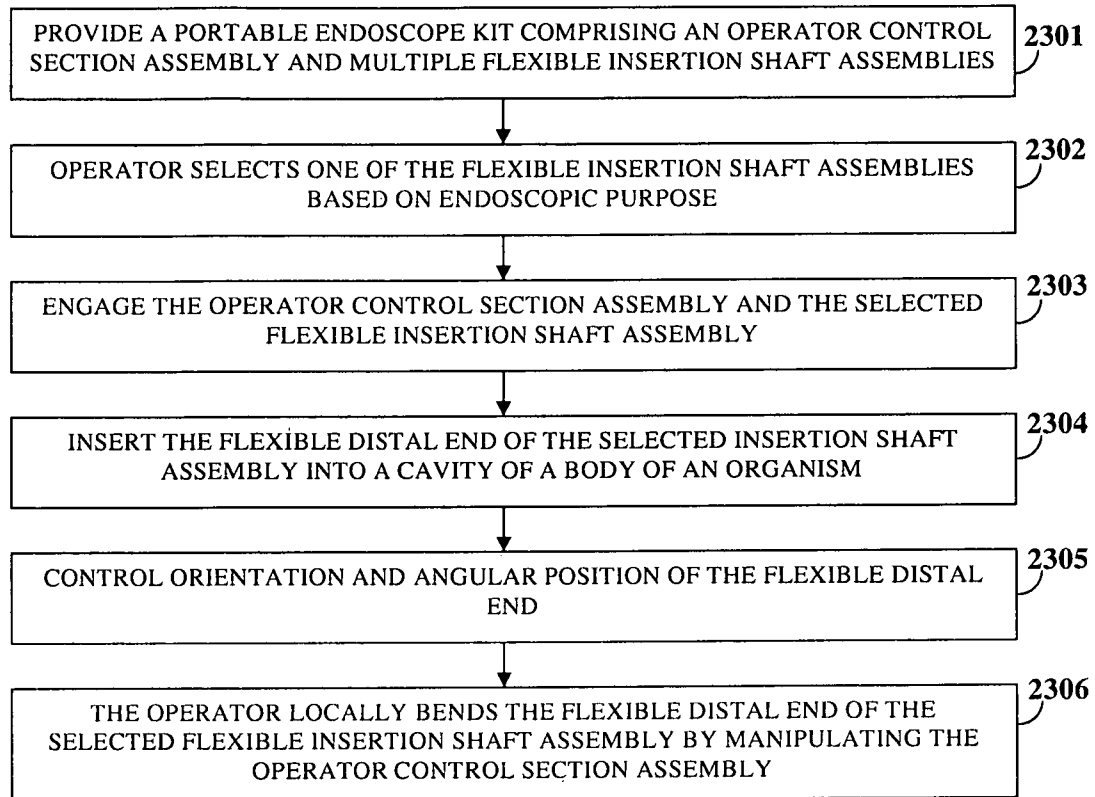 PROVIDE A PORTABLE ENDOSCOPE KIT COMPRISING AN OPERATOR CONTROL
SECTION ASSEMBLY AND MULTIPLE FLEXIBLE INSERTION SHAFT ASSEMBLIES
2301
OPERATOR SELECTS ONE OF THE FLEXIBLE INSERTION SHAFT ASSEMBLIES
BASED ON ENDOSCOPIC PURPOSE
2302
ENGAGE THE OPERATOR CONTROL SECTION ASSEMBLY AND THE SELECTED
FLEXIBLE INSERTION SHAFT ASSEMBLY
2303
INSERT THE FLEXIBLE DISTAL END OF THE SELECTED INSERTION SHAFT
ASSEMBLY INTO A CAVITY OF A BODY OF AN ORGANISM
2304
CONTROL ORIENTATION AND ANGULAR POSITION OF THE FLEXIBLE DISTAL
END
2305
THE OPERATOR LOCALLY BENDS THE FLEXIBLE DISTAL END OF THE
SELECTED FLEXIBLE INSERTION SHAFT ASSEMBLY BY MANIPULATING THE
OPERATOR CONTROL SECTION ASSEMBLY
2306